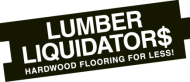 LUMBER
LIQUIDATOR$
HARDWOOD FLOORING FOR LESS!